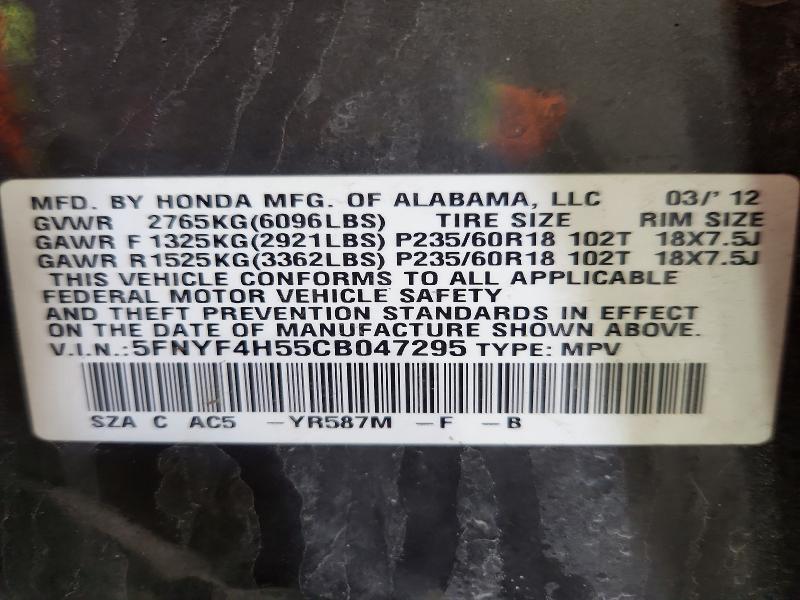 MFD. BY HONDA MFG. OF ALABAMA, LLC 03/' 12
GVWR 2765KG(6096LBS) TIRE SIZE RIM SIZE
GAWR F 1325KG(2921LBS) P235/60R18 102T 18X7.5J
GAWR R 1525KG(3362LBS) P235/60R18 102T 18X7.5J
THIS VEHICLE CONFORMS TO ALL APPLICABLE
FEDERAL MOTOR VEHICLE SAFETY
AND THEFT PREVENTION STANDARDS IN EFFECT
ON THE DATE OF MANUFACTURE SHOWN ABOVE.
V.I.N.:5FNYF4H55CB047295 TYPE: MPV
SZA C AC5 -YR587M -F -B